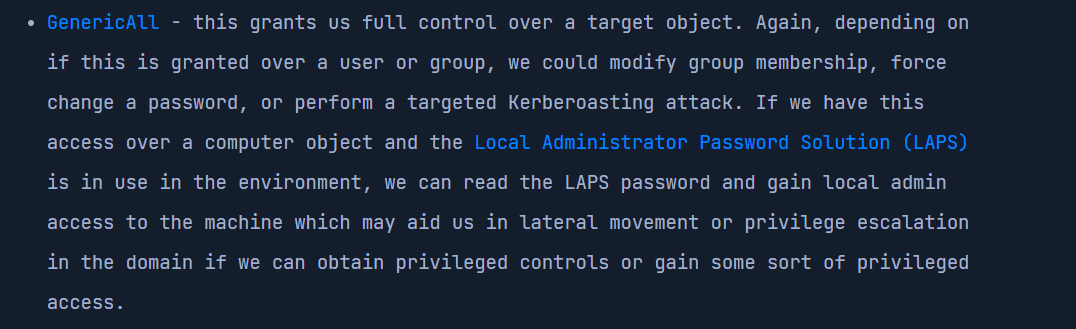 • GenericAll - this grants us full control over a target object. Again, depending on
if this is granted over a user or group, we could modify group membership, force
change a password, or perform a targeted Kerberoasting attack. If we have this
access over a computer object and the Local Administrator Password Solution (LAPS)
is in use in the environment, we can read the LAPS password and gain local admin
access to the machine which may aid us in lateral movement or privilege escalation
in the domain if we can obtain privileged controls or gain some sort of privileged
access.